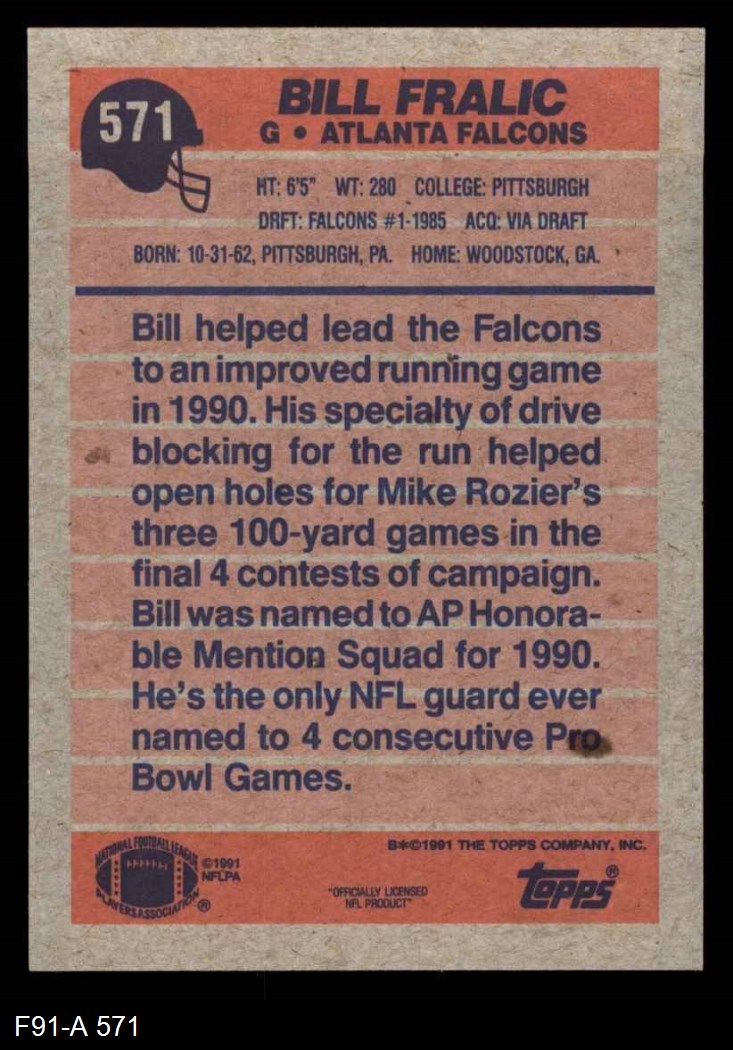 571
BILL FRALIC
G • ATLANTA FALCONS
HT: 6'5" WT: 280 COLLEGE: PITTSBURGH
DRFT: FALCONS #1-1985 ACQ: VIA DRAFT
BORN: 10-31-62, PITTSBURGH, PA. HOME: WOODSTOCK, GA.
Bill helped lead the Falcons
to an improved running game
in 1990. His specialty of drive
blocking for the run helped
open holes for Mike Rozier's
three 100-yard games in the
final 4 contests of campaign.
Bill was named to AP Honora-
ble Mention Squad for 1990.
He's the only NFL guard ever
named to 4 consecutive Pro
Bowl Games.
NATIONAL FOOTBALL LEAGUE
PLAYERS ASSOCIATION ®
©1991
NFLPA
"OFFICIALLY LICENSED
NFL PRODUCT"
B*©1991 THE TOPPS COMPANY, INC.
topps®
F91-A 571